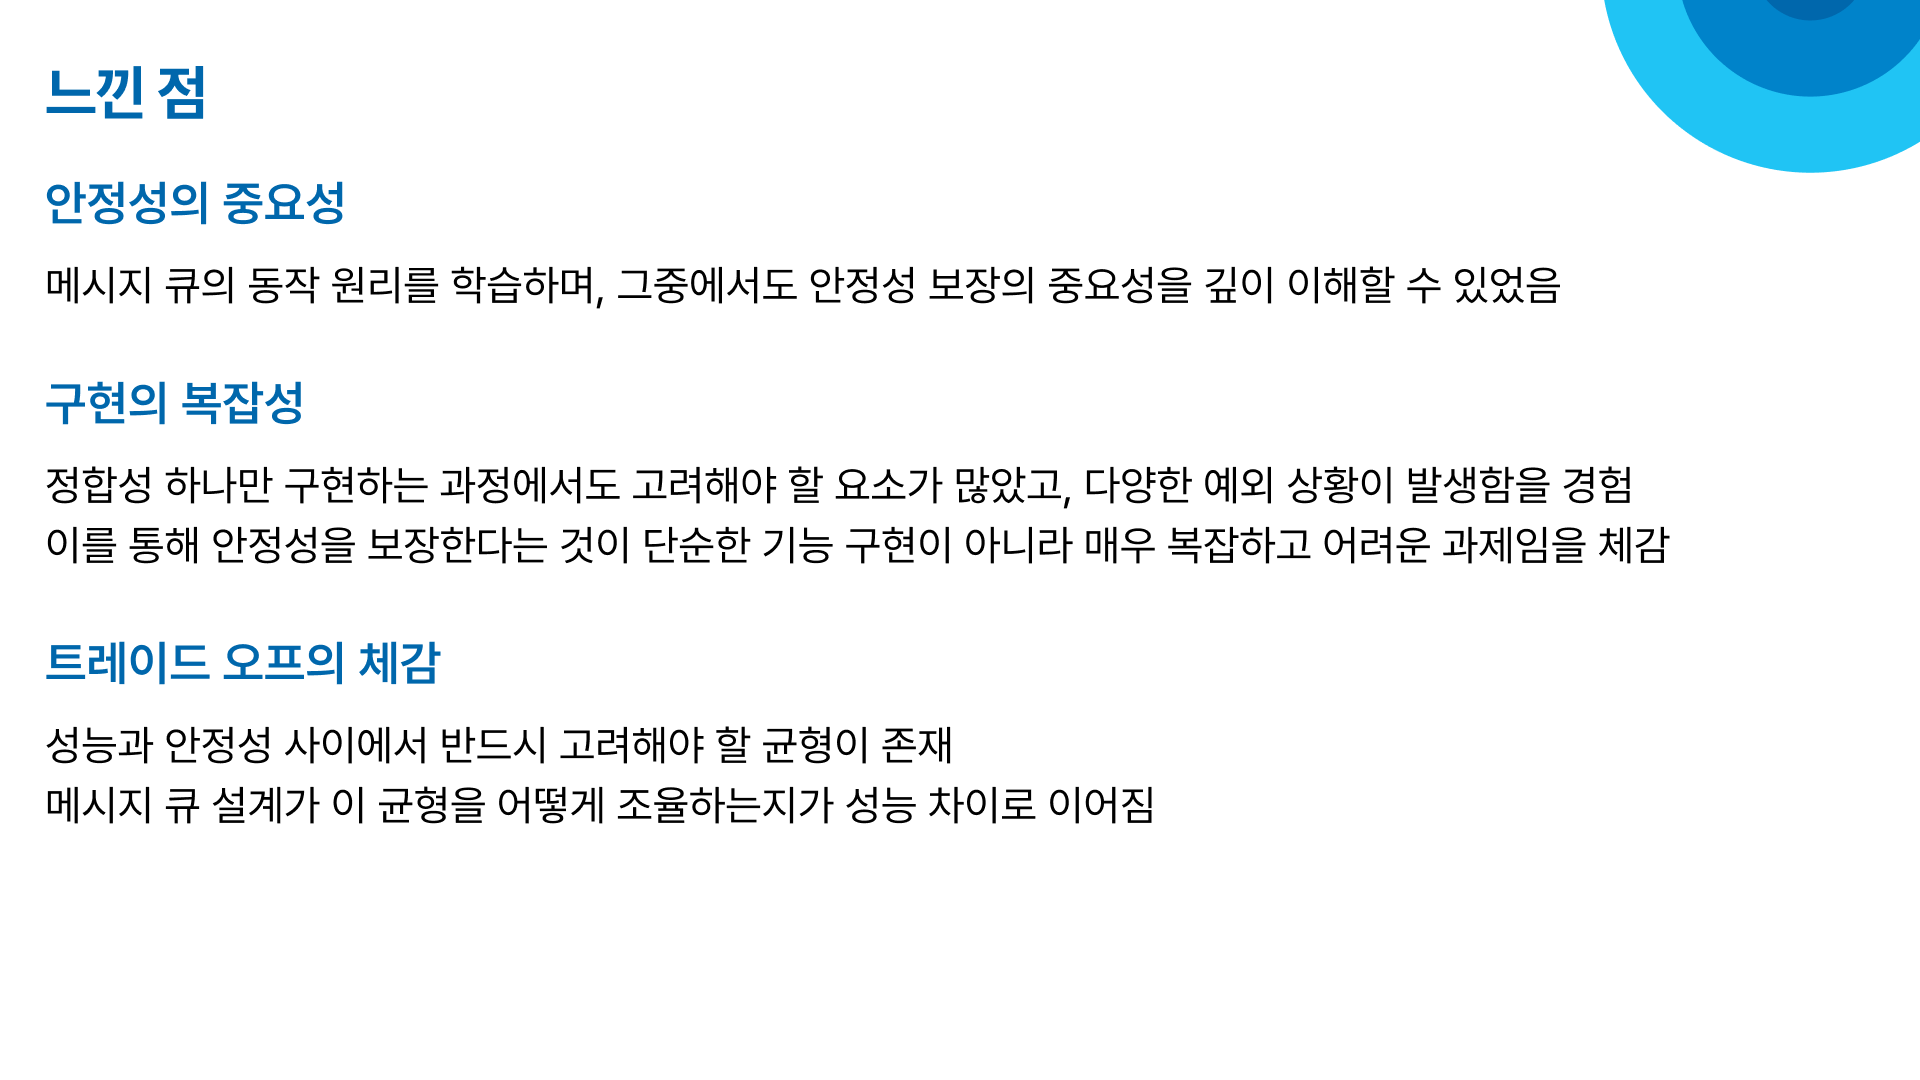 느낀 점
안정성의 중요성
메시지 큐의 동작 원리를 학습하며, 그중에서도 안정성 보장의 중요성을 깊이 이해할 수 있었음
구현의 복잡성
정합성 하나만 구현하는 과정에서도 고려해야 할 요소가 많았고, 다양한 예외 상황이 발생함을 경험
이를 통해 안정성을 보장한다는 것이 단순한 기능 구현이 아니라 매우 복잡하고 어려운 과제임을 체감
트레이드 오프의 체감
성능과 안정성 사이에서 반드시 고려해야 할 균형이 존재
메시지 큐 설계가 이 균형을 어떻게 조율하는지가 성능 차이로 이어짐